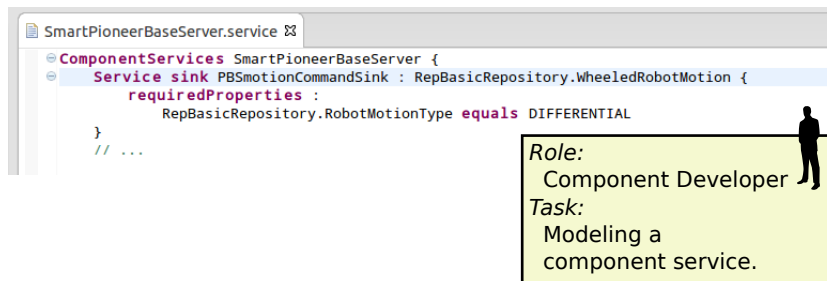 SmartPioneerBaseServer.service
ComponentServices SmartPioneerBaseServer {
Service sink PBSmotionCommandSink : RepBasicRepository.WheeledRobotMotion {
requiredProperties :
RepBasicRepository.RobotMotionType equals DIFFERENTIAL
}
// ...
Role:
Component Developer
Task:
Modeling a
component service.